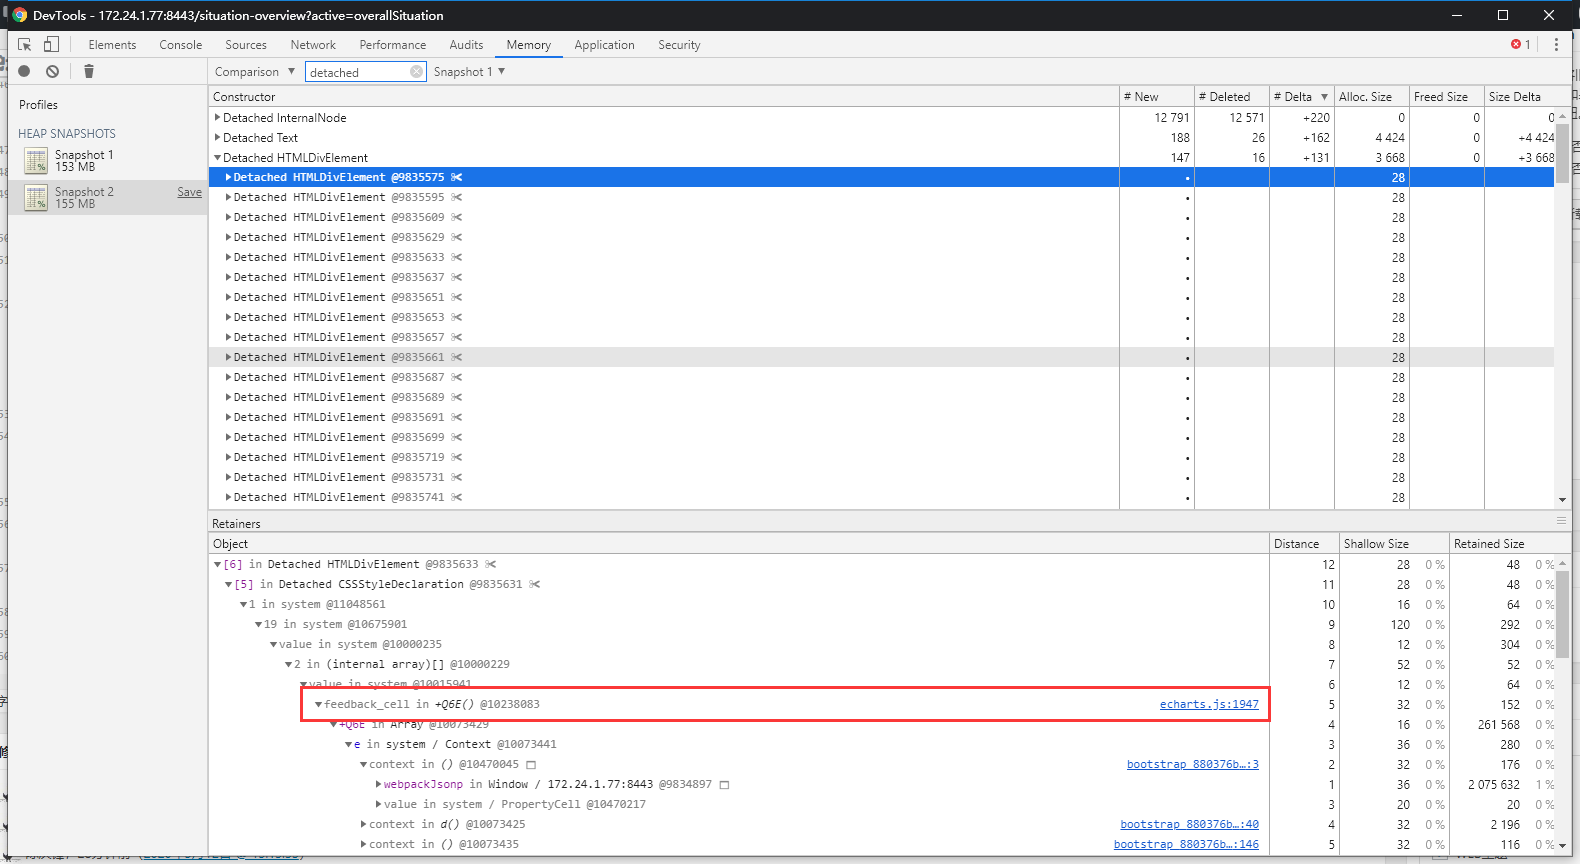 DevTools - 172.24.1.77:8443/situation-overview?active=overallSituation
Elements Console Sources Network Performance Audits Memory Application Security 1
Comparison ▼ detached Snapshot 1 ▼
Profiles
HEAP SNAPSHOTS
Snapshot 1
153 MB
Snapshot 2 Save
155 MB
Constructor # New # Deleted # Delta ▼ Alloc. Size Freed Size Size Delta
Detached InternalNode 12 791 12 571 +220 0 0 0
Detached Text 188 26 +162 4 424 0 +4 424
Detached HTMLDivElement 147 16 +131 3 668 0 +3 668
Detached HTMLDivElement @9835575 • 28
Detached HTMLDivElement @9835595 • 28
Detached HTMLDivElement @9835609 • 28
Detached HTMLDivElement @9835629 • 28
Detached HTMLDivElement @9835633 • 28
Detached HTMLDivElement @9835637 • 28
Detached HTMLDivElement @9835651 • 28
Detached HTMLDivElement @9835653 • 28
Detached HTMLDivElement @9835657 • 28
Detached HTMLDivElement @9835661 • 28
Detached HTMLDivElement @9835687 • 28
Detached HTMLDivElement @9835689 • 28
Detached HTMLDivElement @9835691 • 28
Detached HTMLDivElement @9835699 • 28
Detached HTMLDivElement @9835719 • 28
Detached HTMLDivElement @9835731 • 28
Detached HTMLDivElement @9835741 • 28
Retainers
Object Distance Shallow Size Retained Size
[6] in Detached HTMLDivElement @9835633 12 28 0 % 48 0 %
[5] in Detached CSSStyleDeclaration @9835631 11 28 0 % 48 0 %
1 in system @11048561 10 16 0 % 64 0 %
19 in system @10675901 9 120 0 % 292 0 %
value in system @10000235 8 12 0 % 304 0 %
2 in (internal array)[] @10000229 7 52 0 % 52 0 %
value in system @10015941 6 12 0 % 64 0 %
feedback_cell in +Q6E() @10238083 echarts.js:1947 5 32 0 % 152 0 %
+Q6E in Array @10073429 4 16 0 % 261 568 0 %
e in system / Context @10073441 3 36 0 % 280 0 %
context in () @10470045 bootstrap 880376b…:3 2 32 0 % 176 0 %
webpackJsonp in Window / 172.24.1.77:8443 @9834897 1 36 0 % 2 075 632 1 %
value in system / PropertyCell @10470217 3 20 0 % 20 0 %
context in d() @10073425 bootstrap 880376b…:40 4 32 0 % 2 196 0 %
context in () @10073435 bootstrap 880376b…:146 5 32 0 % 116 0 %